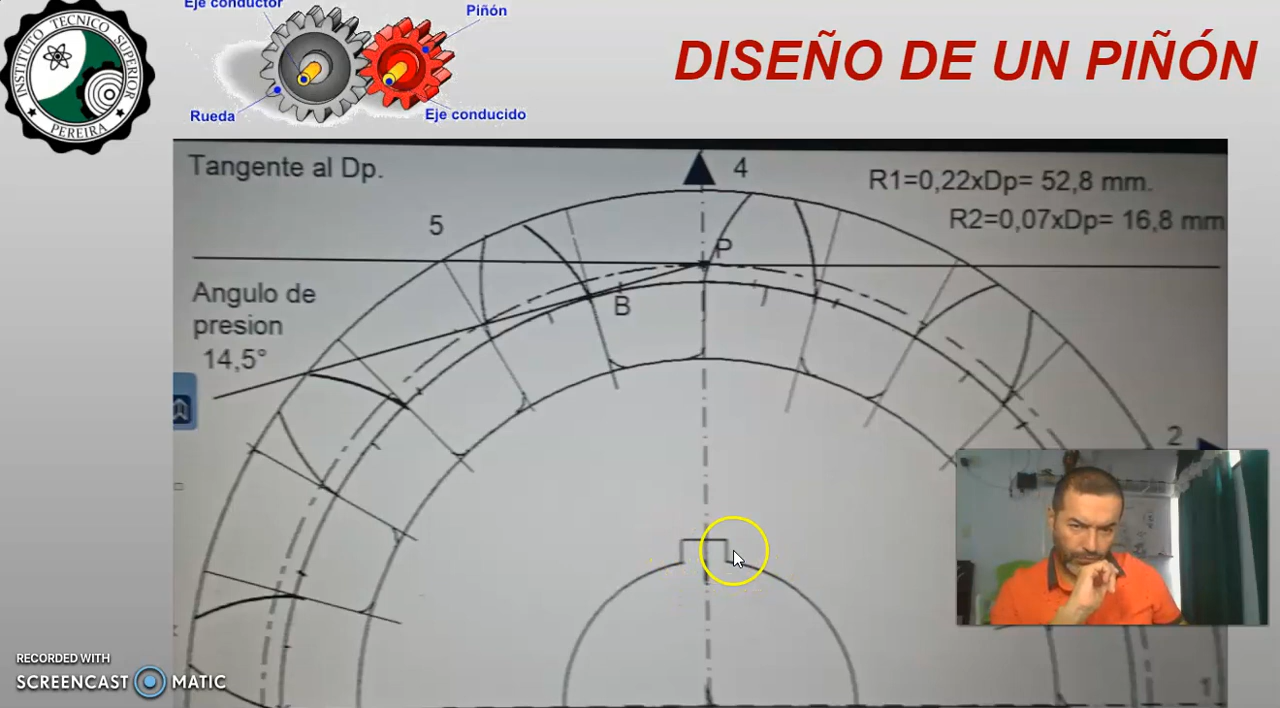 INSTITUTO TECNICO SUPERIOR
PEREIRA
Eje conductor
Piñón
Rueda
Eje conducido
DISEÑO DE UN PIÑÓN
Tangente al Dp.
4
R1=0,22xDp= 52,8 mm.
R2=0,07xDp= 16,8 mm
5
P
Angulo de
presion
14,5°
B
2
1
RECORDED WITH
SCREENCAST MATIC